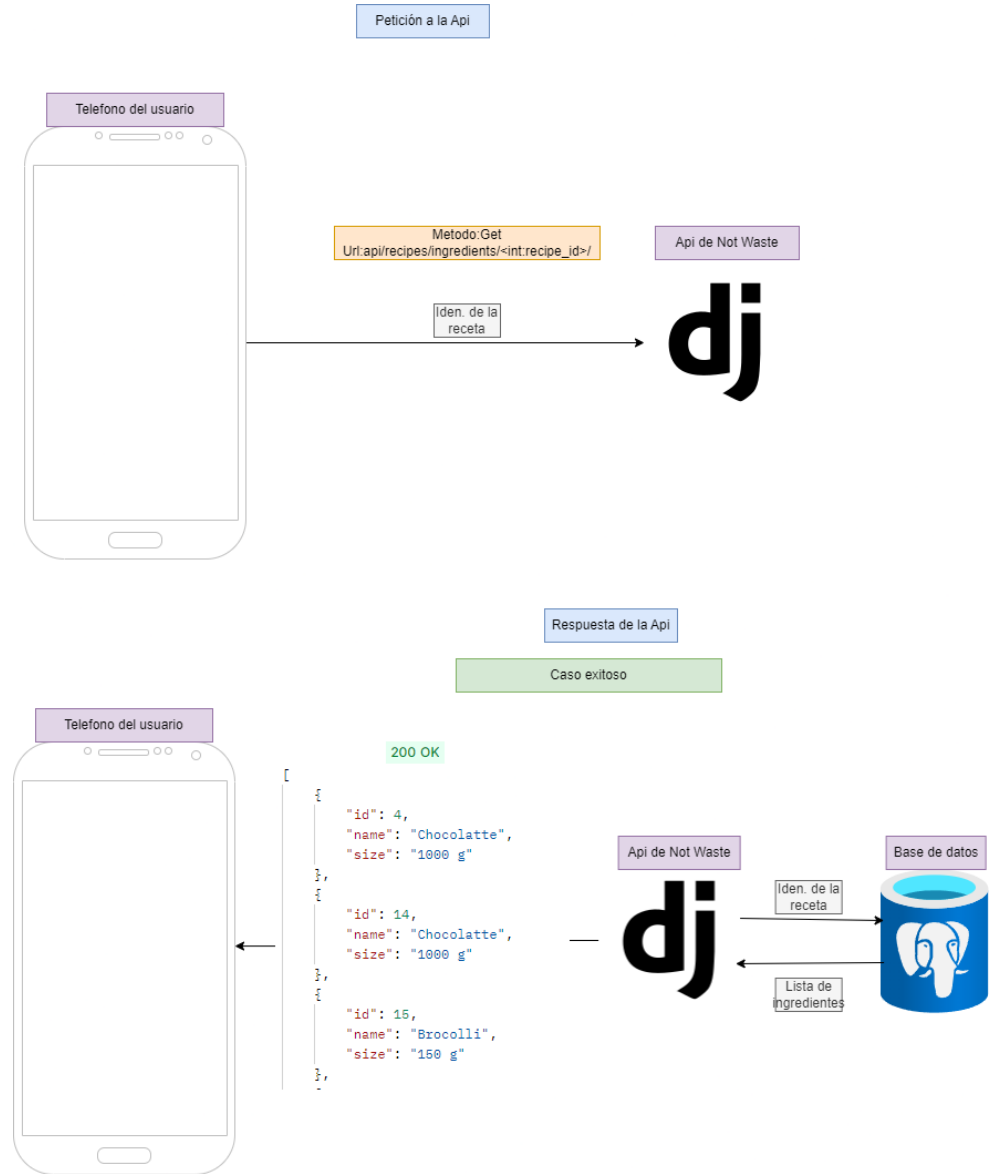 Petición a la Api
Telefono del usuario
Metodo:Get
Url:api/recipes/ingredients/<int:recipe_id>/
Api de Not Waste
Iden. de la
receta
dj
Respuesta de la Api
Caso exitoso
Telefono del usuario
200 OK
[
{
"id": 4,
"name": "Chocolatte",
"size": "1000 g"
},
{
"id": 14,
"name": "Chocolatte",
"size": "1000 g"
},
{
"id": 15,
"name": "Brocolli",
"size": "150 g"
},
Api de Not Waste
dj
Base de datos
Iden. de la
receta
Lista de
ingredientes